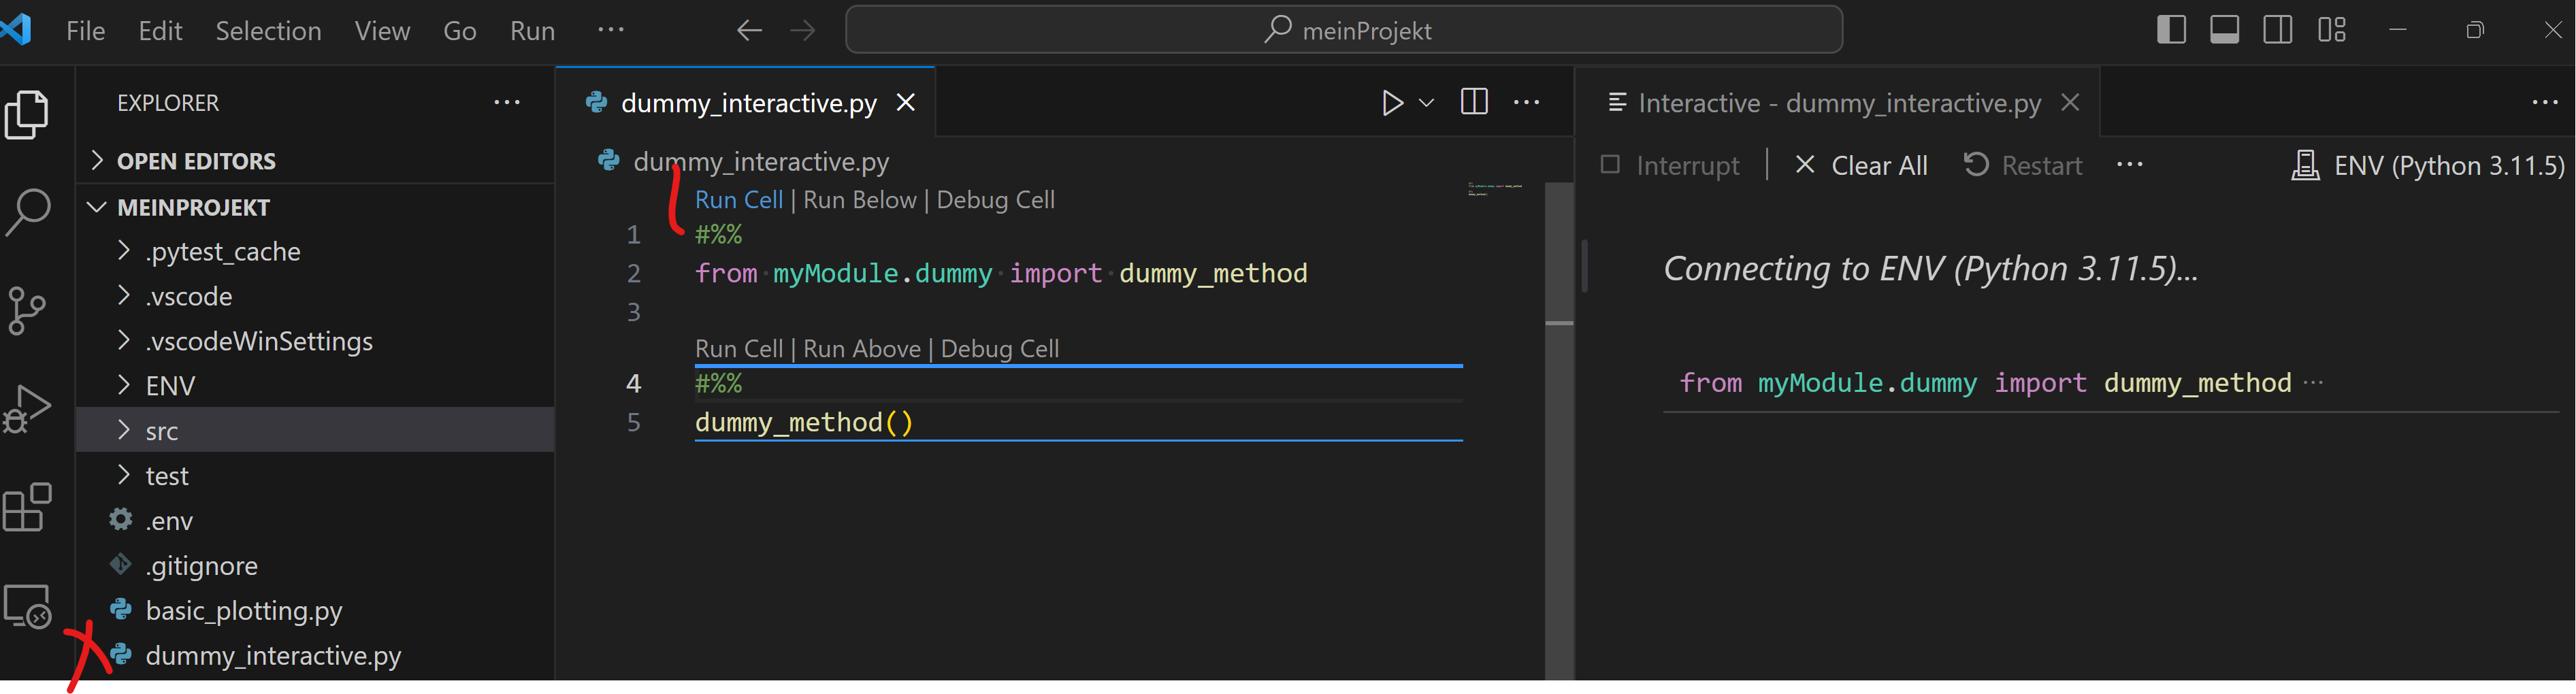 File Edit Selection View Go Run ··· meinProjekt
EXPLORER ···
OPEN EDITORS
MEINPROJEKT
.pytest_cache
.vscode
.vscodeWinSettings
ENV
src
test
.env
.gitignore
basic_plotting.py
dummy_interactive.py
dummy_interactive.py
dummy_interactive.py
Run Cell | Run Below | Debug Cell
1 #%%
2 from myModule.dummy import dummy_method
3
Run Cell | Run Above | Debug Cell
4 #%%
5 dummy_method()
Interactive - dummy_interactive.py
Interrupt | Clear All Restart ··· ENV (Python 3.11.5)
Connecting to ENV (Python 3.11.5)...
from myModule.dummy import dummy_method ···